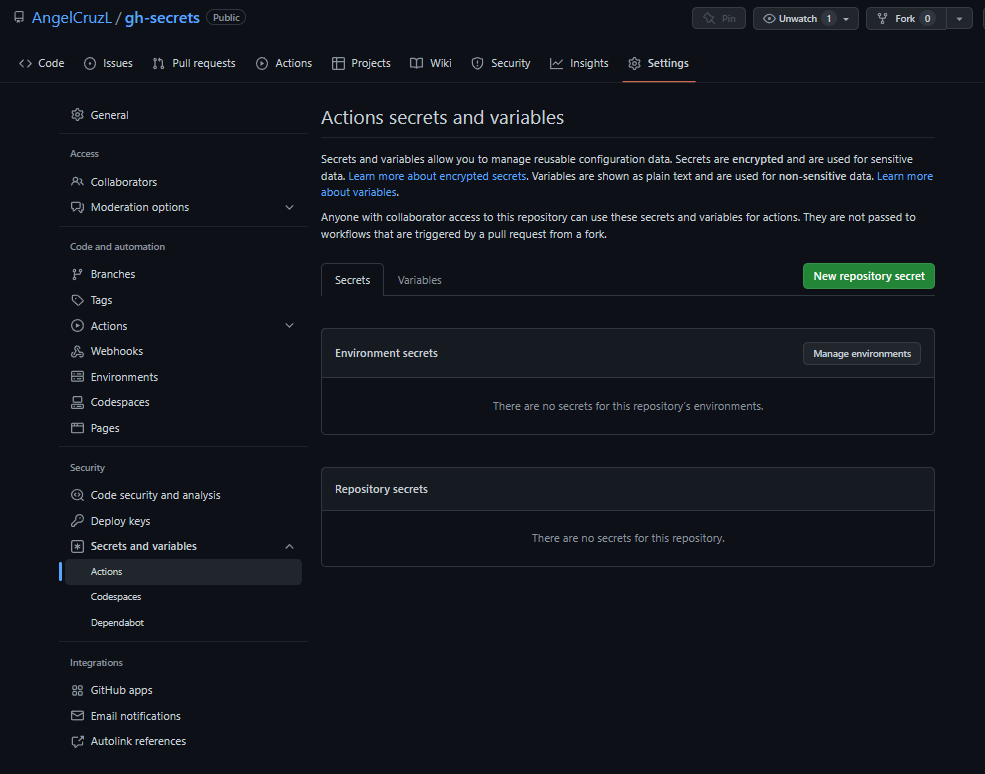 AngelCruzL / gh-secrets Public
Pin
Unwatch 1
Fork 0
Code
Issues
Pull requests
Actions
Projects
Wiki
Security
Insights
Settings
General
Access
Collaborators
Moderation options
Code and automation
Branches
Tags
Actions
Webhooks
Environments
Codespaces
Pages
Security
Code security and analysis
Deploy keys
Secrets and variables
Actions
Codespaces
Dependabot
Integrations
GitHub apps
Email notifications
Autolink references
Actions secrets and variables
Secrets and variables allow you to manage reusable configuration data. Secrets are encrypted and are used for sensitive
data. Learn more about encrypted secrets. Variables are shown as plain text and are used for non-sensitive data. Learn more
about variables.
Anyone with collaborator access to this repository can use these secrets and variables for actions. They are not passed to
workflows that are triggered by a pull request from a fork.
Secrets
Variables
New repository secret
Environment secrets
Manage environments
There are no secrets for this repository's environments.
Repository secrets
There are no secrets for this repository.